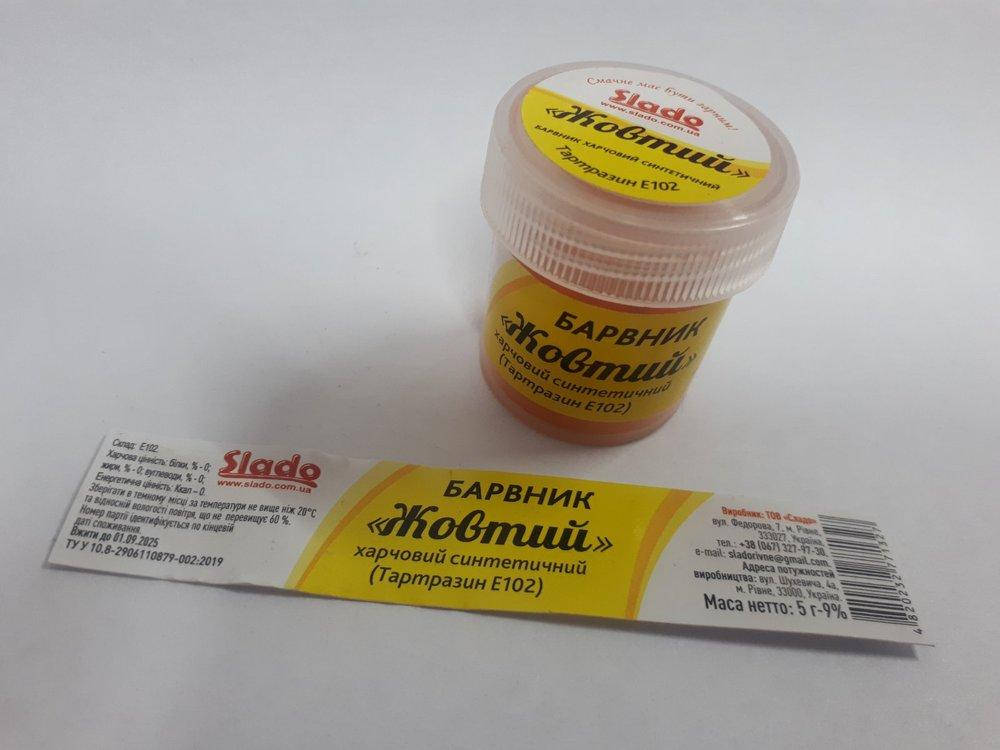 Смачне має бути гарним!
Slado
www.slado.com.ua
«Жовтий»
БАРВНИК ХАРЧОВИЙ СИНТЕТИЧНИЙ
Тартразин Е102
БАРВНИК
«Жовтий»
харчовий синтетичний
(Тартразин Е102)
Склад: Е102
Харчова цінність: білки, % - 0;
жири, % - 0; вуглеводи, % - 0;
Енергетична цінність: Ккал – 0.
Зберігати в темному місці за температури не вище ніж 20°С
та відносній вологості повітря, що не перевищує 60 %.
Номер партії ідентифікується по кінцевій
даті споживання
Вжити до 01.09.2025
ТУ У 10.8-2906110879-002:2019
Slado
www.slado.com.ua
БАРВНИК
«Жовтий»
харчовий синтетичний
(Тартразин Е102)
Виробник: ТОВ «Сладо»
вул. Федорова, 7, м. Рівне,
333027, Україна.
тел.: +38 (067) 327-97-30.
e-mail: sladorivne@gmail.com.
Адреса потужностей
виробництва: вул. Шухевича, 4а,
м. Рівне, 33000, Україна.
Маса нетто: 5 г-9%